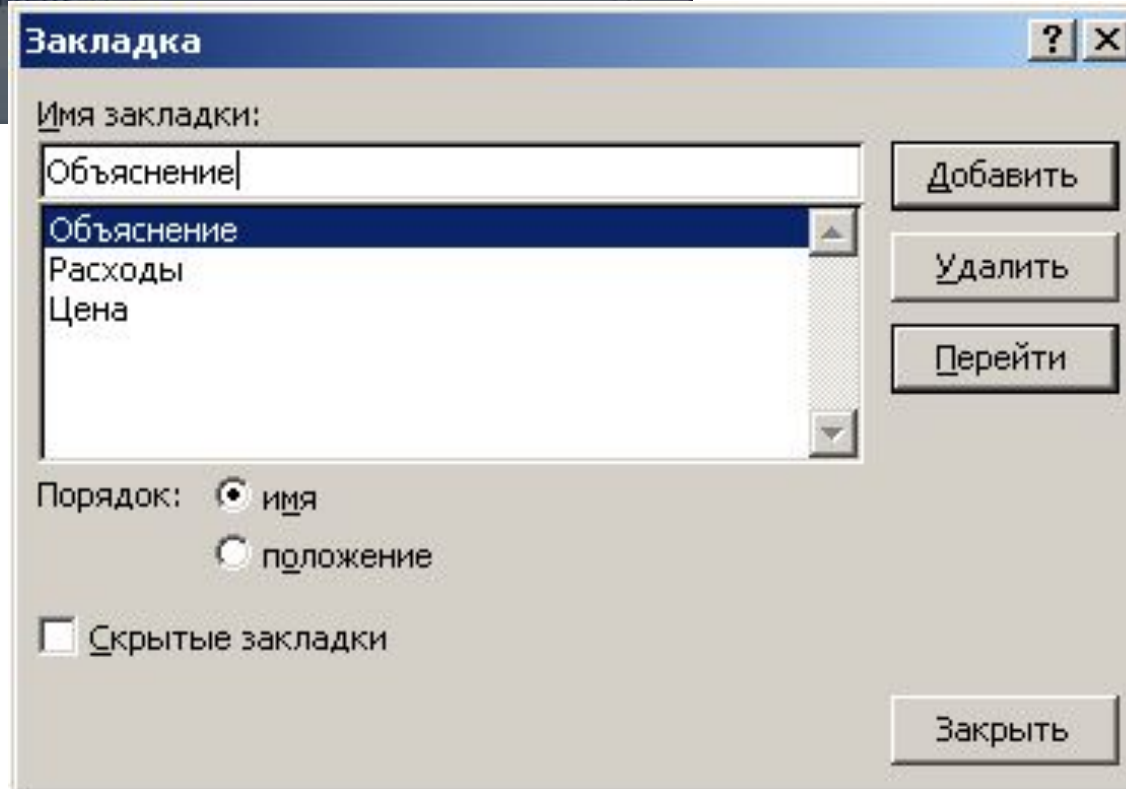 Закладка
Имя закладки:
Объяснение
Добавить
Объяснение
Расходы
Цена
Удалить
Перейти
Порядок:
имя
положение
Скрытые закладки
Закрыть